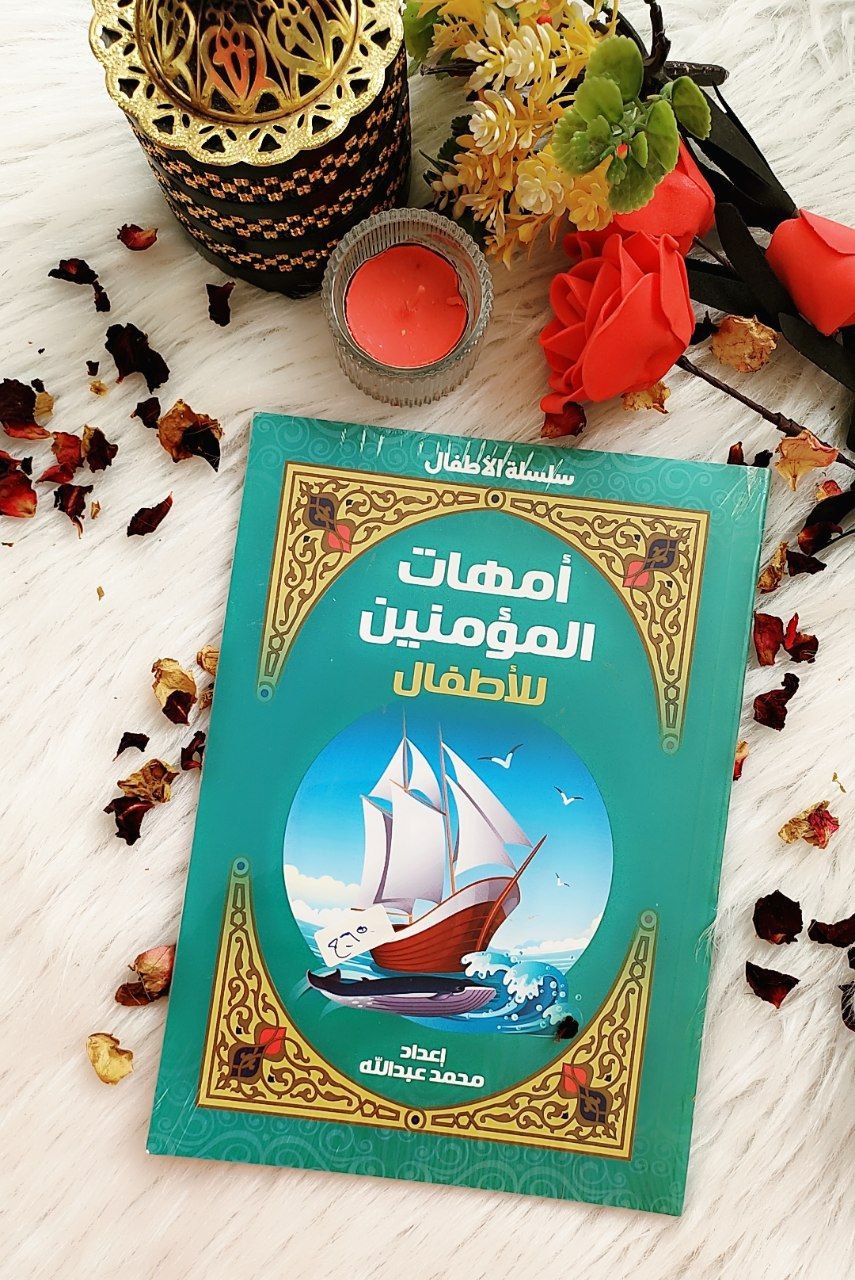 سلسلة الأطفال
أمهات
المؤمنين
للأطفال
إعداد
محمد عبدالله